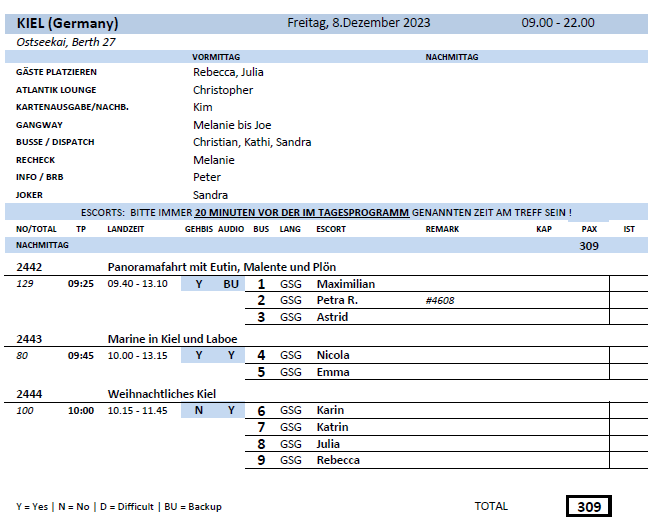 KIEL (Germany) Freitag, 8.Dezember 2023 09.00 - 22.00
Ostseekai, Berth 27
VORMITTAG NACHMITTAG
GÄSTE PLATZIEREN Rebecca, Julia
ATLANTIK LOUNGE Christopher
KARTENAUSGABE/NACHB. Kim
GANGWAY Melanie bis Joe
BUSSE / DISPATCH Christian, Kathi, Sandra
RECHECK Melanie
INFO / BRB Peter
JOKER Sandra
ESCORTS: BITTE IMMER 20 MINUTEN VOR DER IM TAGESPROGRAMM GENANNTEN ZEIT AM TREFF SEIN !
NO/TOTAL TP LANDZEIT GEHBIS AUDIO BUS LANG ESCORT REMARK KAP PAX IST
NACHMITTAG 309
2442 Panoramafahrt mit Eutin, Malente und Plön
129 09:25 09.40 - 13.10 Y BU 1 GSG Maximilian
2 GSG Petra R. #4608
3 GSG Astrid
2443 Marine in Kiel und Laboe
80 09:45 10.00 - 13.15 Y Y 4 GSG Nicola
5 GSG Emma
2444 Weihnachtliches Kiel
100 10:00 10.15 - 11.45 N Y 6 GSG Karin
7 GSG Katrin
8 GSG Julia
9 GSG Rebecca
Y = Yes | N = No | D = Difficult | BU = Backup TOTAL 309